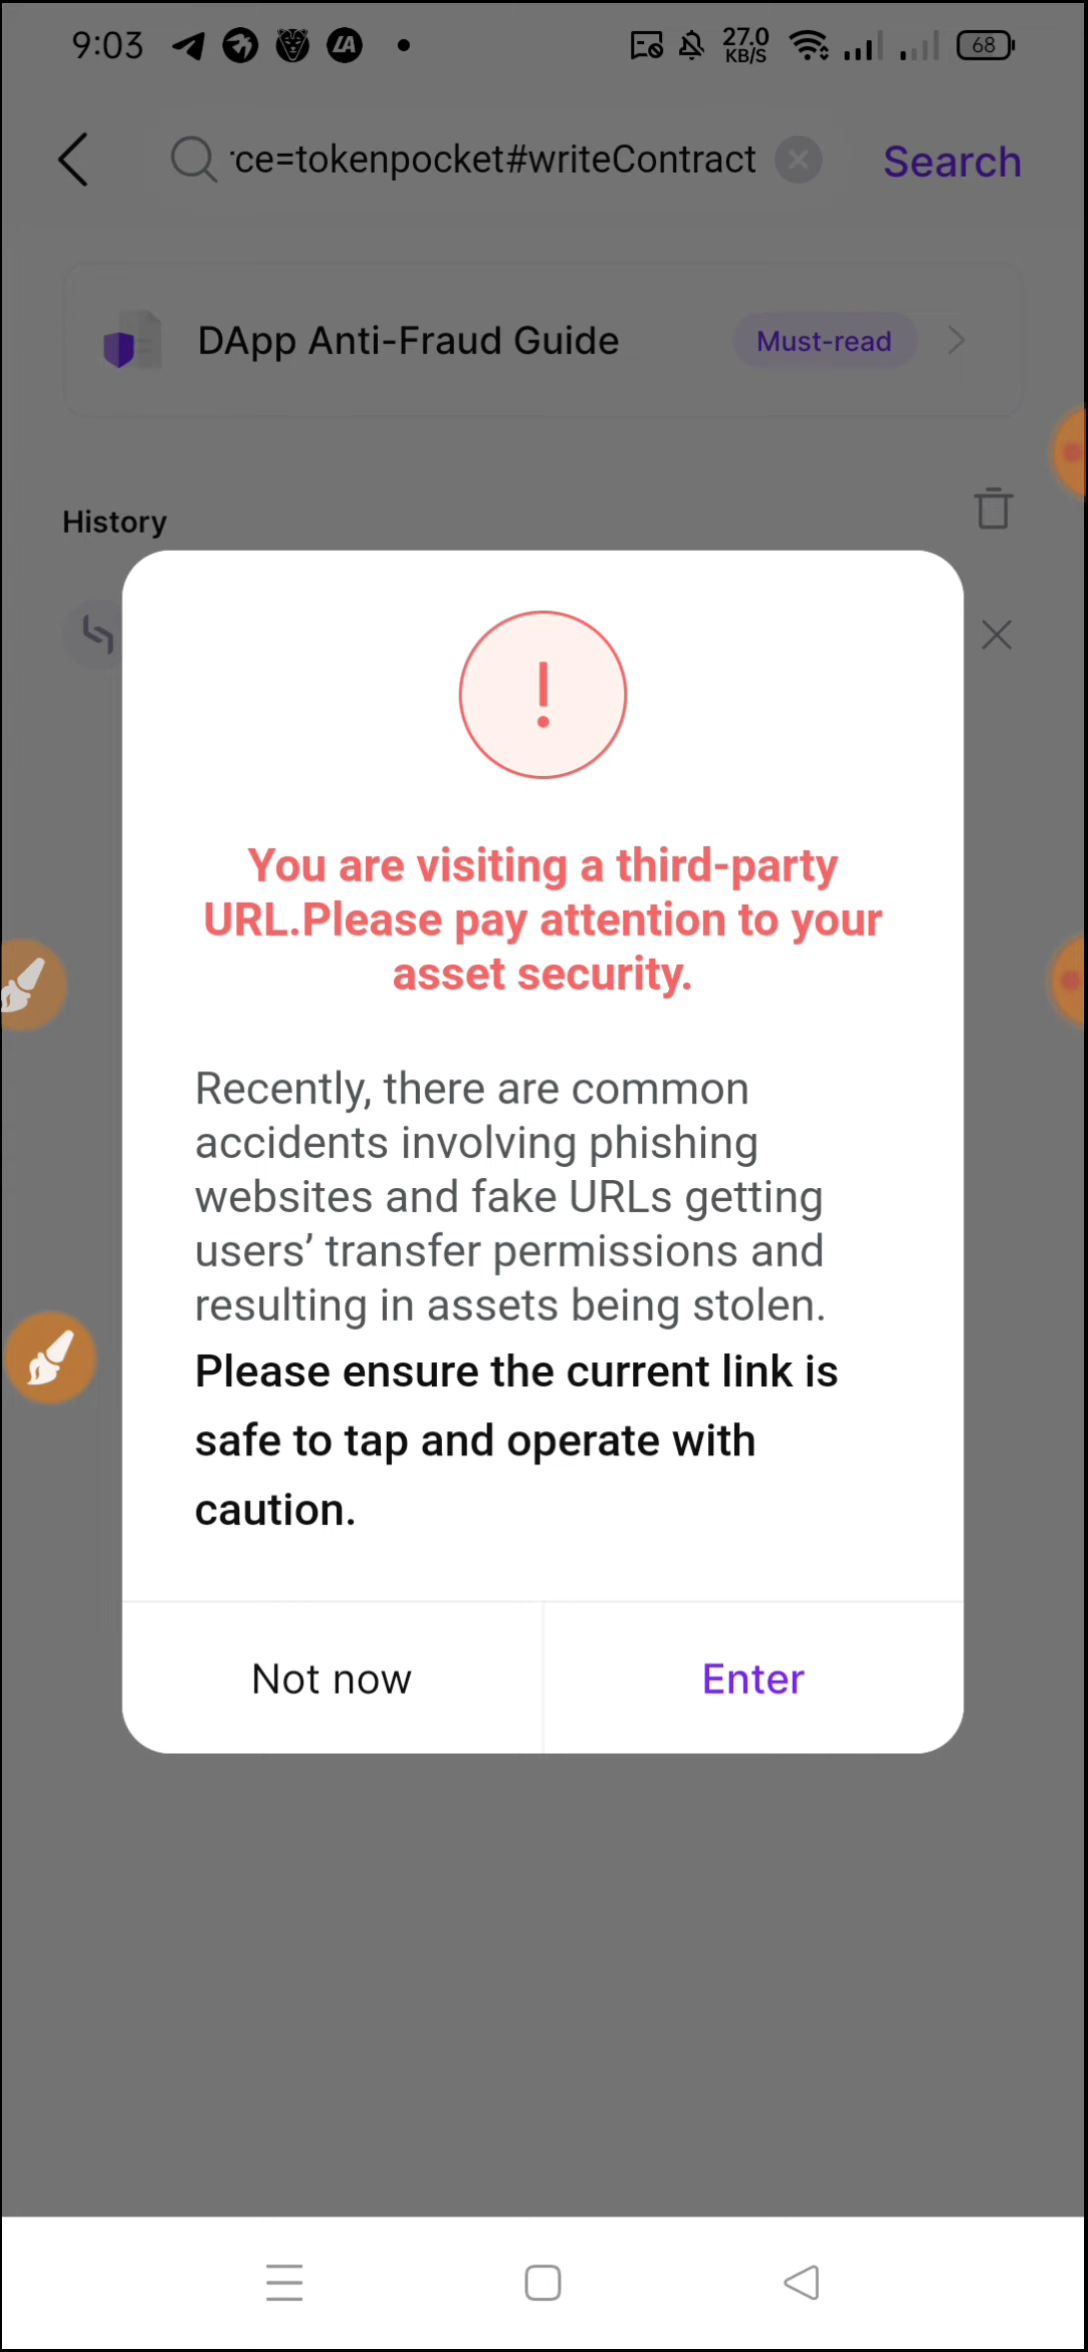 9:03
27.0
KB/S
68
rce=tokenpocket#writeContract
Search
DApp Anti-Fraud Guide
Must-read
History
You are visiting a third-party
URL.Please pay attention to your
asset security.
Recently, there are common
accidents involving phishing
websites and fake URLs getting
users’ transfer permissions and
resulting in assets being stolen.
Please ensure the current link is
safe to tap and operate with
caution.
Not now
Enter